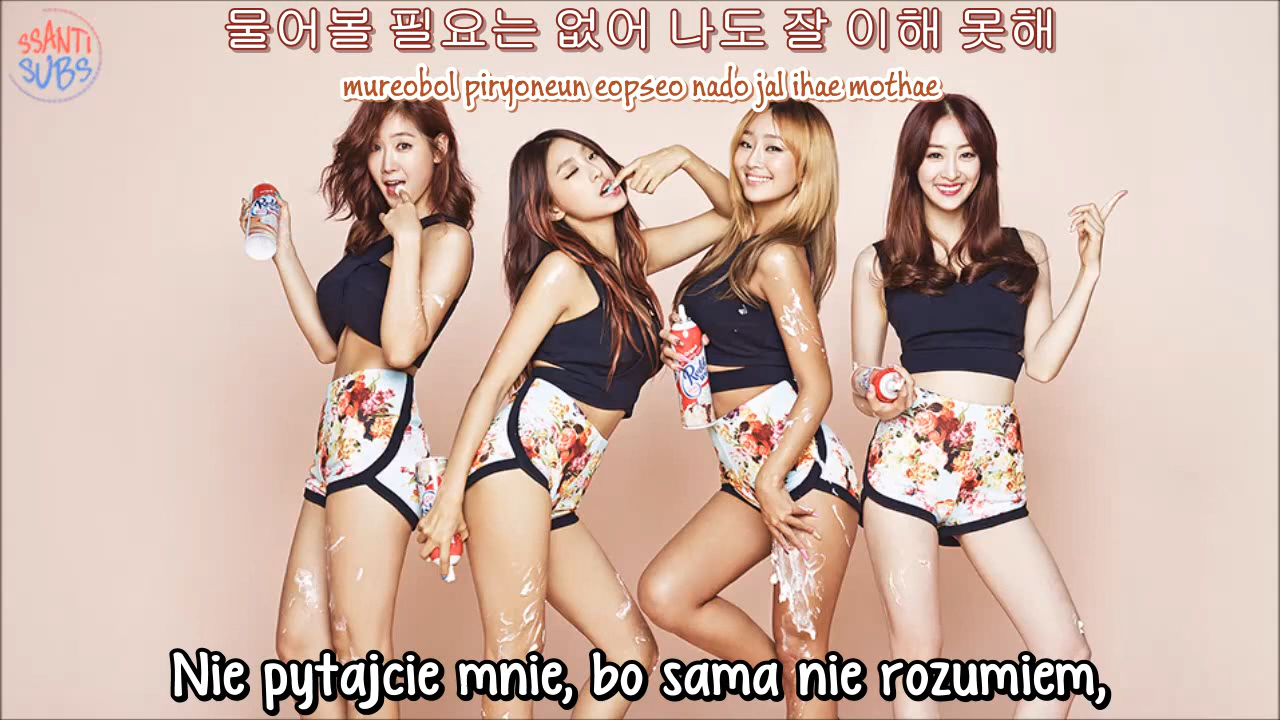 SSANTI
SUBS
물어볼 필요는 없어 나도 잘 이해 못해
mureobol piryoneun eopseo nado jal ihae mothae
Nie pytajcie mnie, bo sama nie rozumiem,